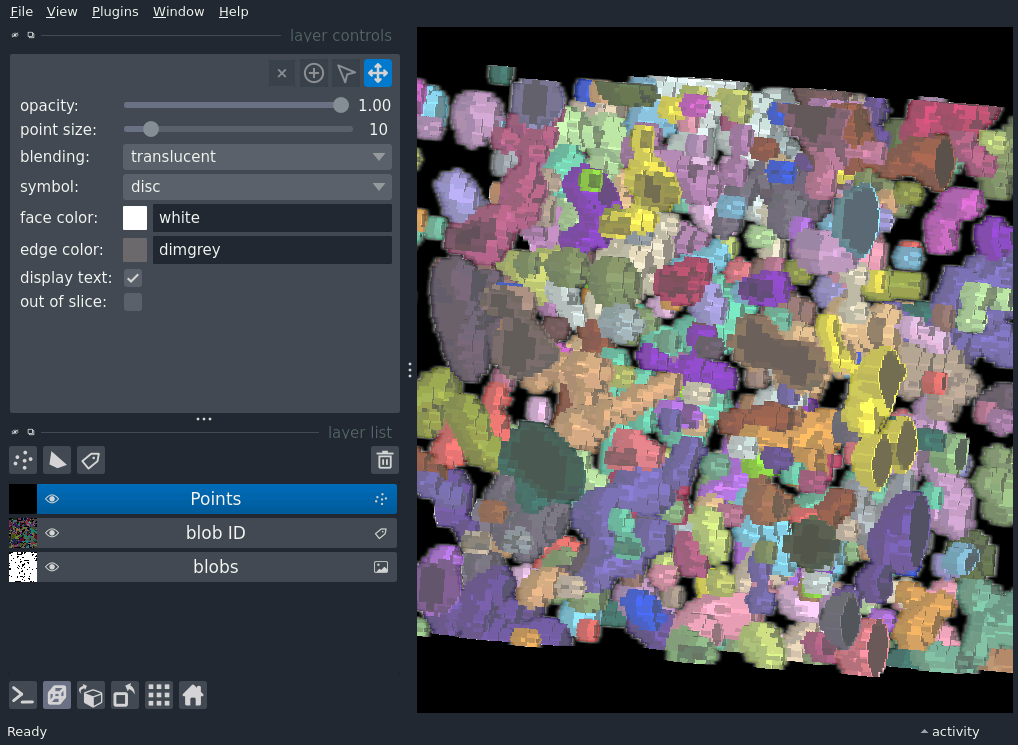 File View Plugins Window Help
layer controls
opacity: 1.00
point size: 10
blending: translucent
symbol: disc
face color: white
edge color: dimgrey
display text:
out of slice:
layer list
Points
blob ID
blobs
Ready activity